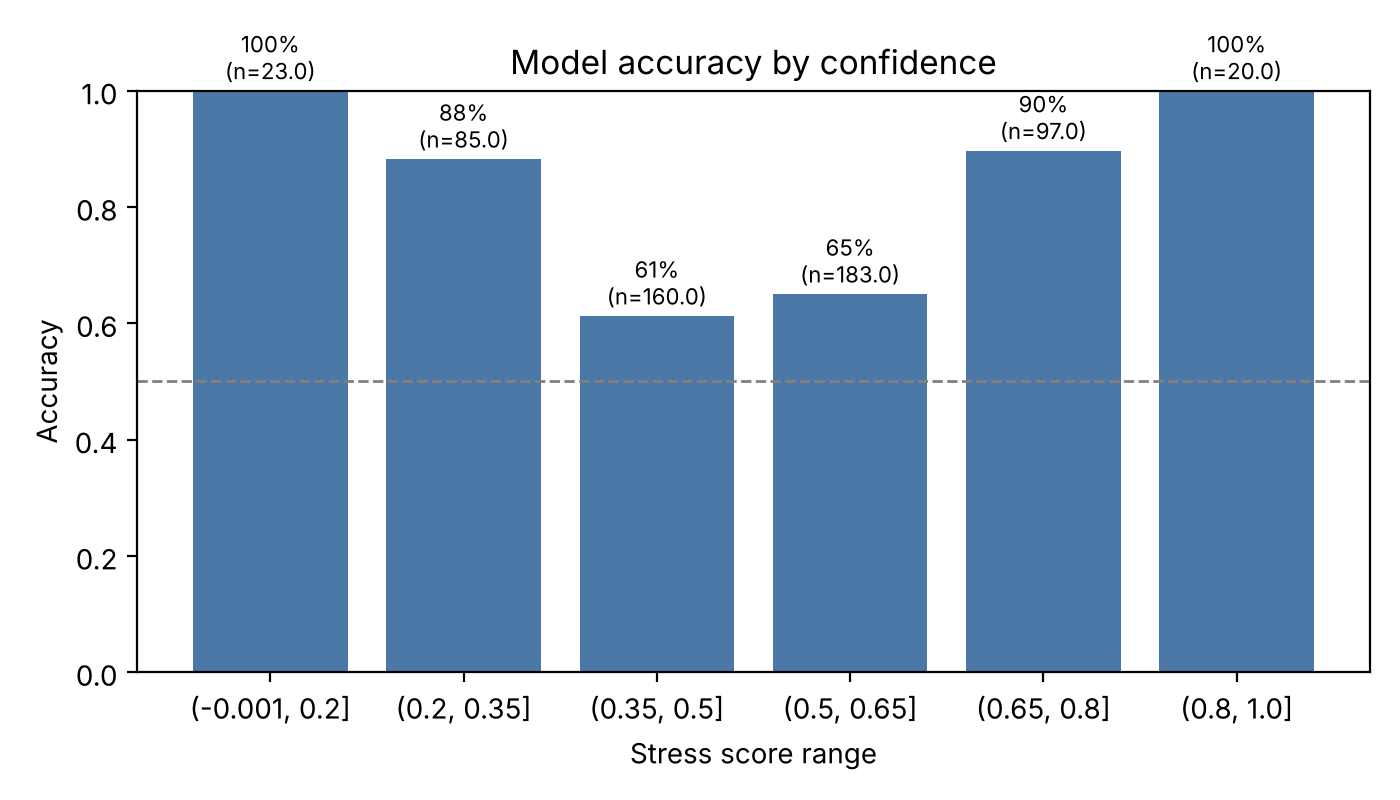 Model accuracy by confidence
100%
(n=23.0)
88%
(n=85.0)
61%
(n=160.0)
65%
(n=183.0)
90%
(n=97.0)
100%
(n=20.0)
Accuracy
1.0
0.8
0.6
0.4
0.2
0.0
(-0.001, 0.2]
(0.2, 0.35]
(0.35, 0.5]
(0.5, 0.65]
(0.65, 0.8]
(0.8, 1.0]
Stress score range